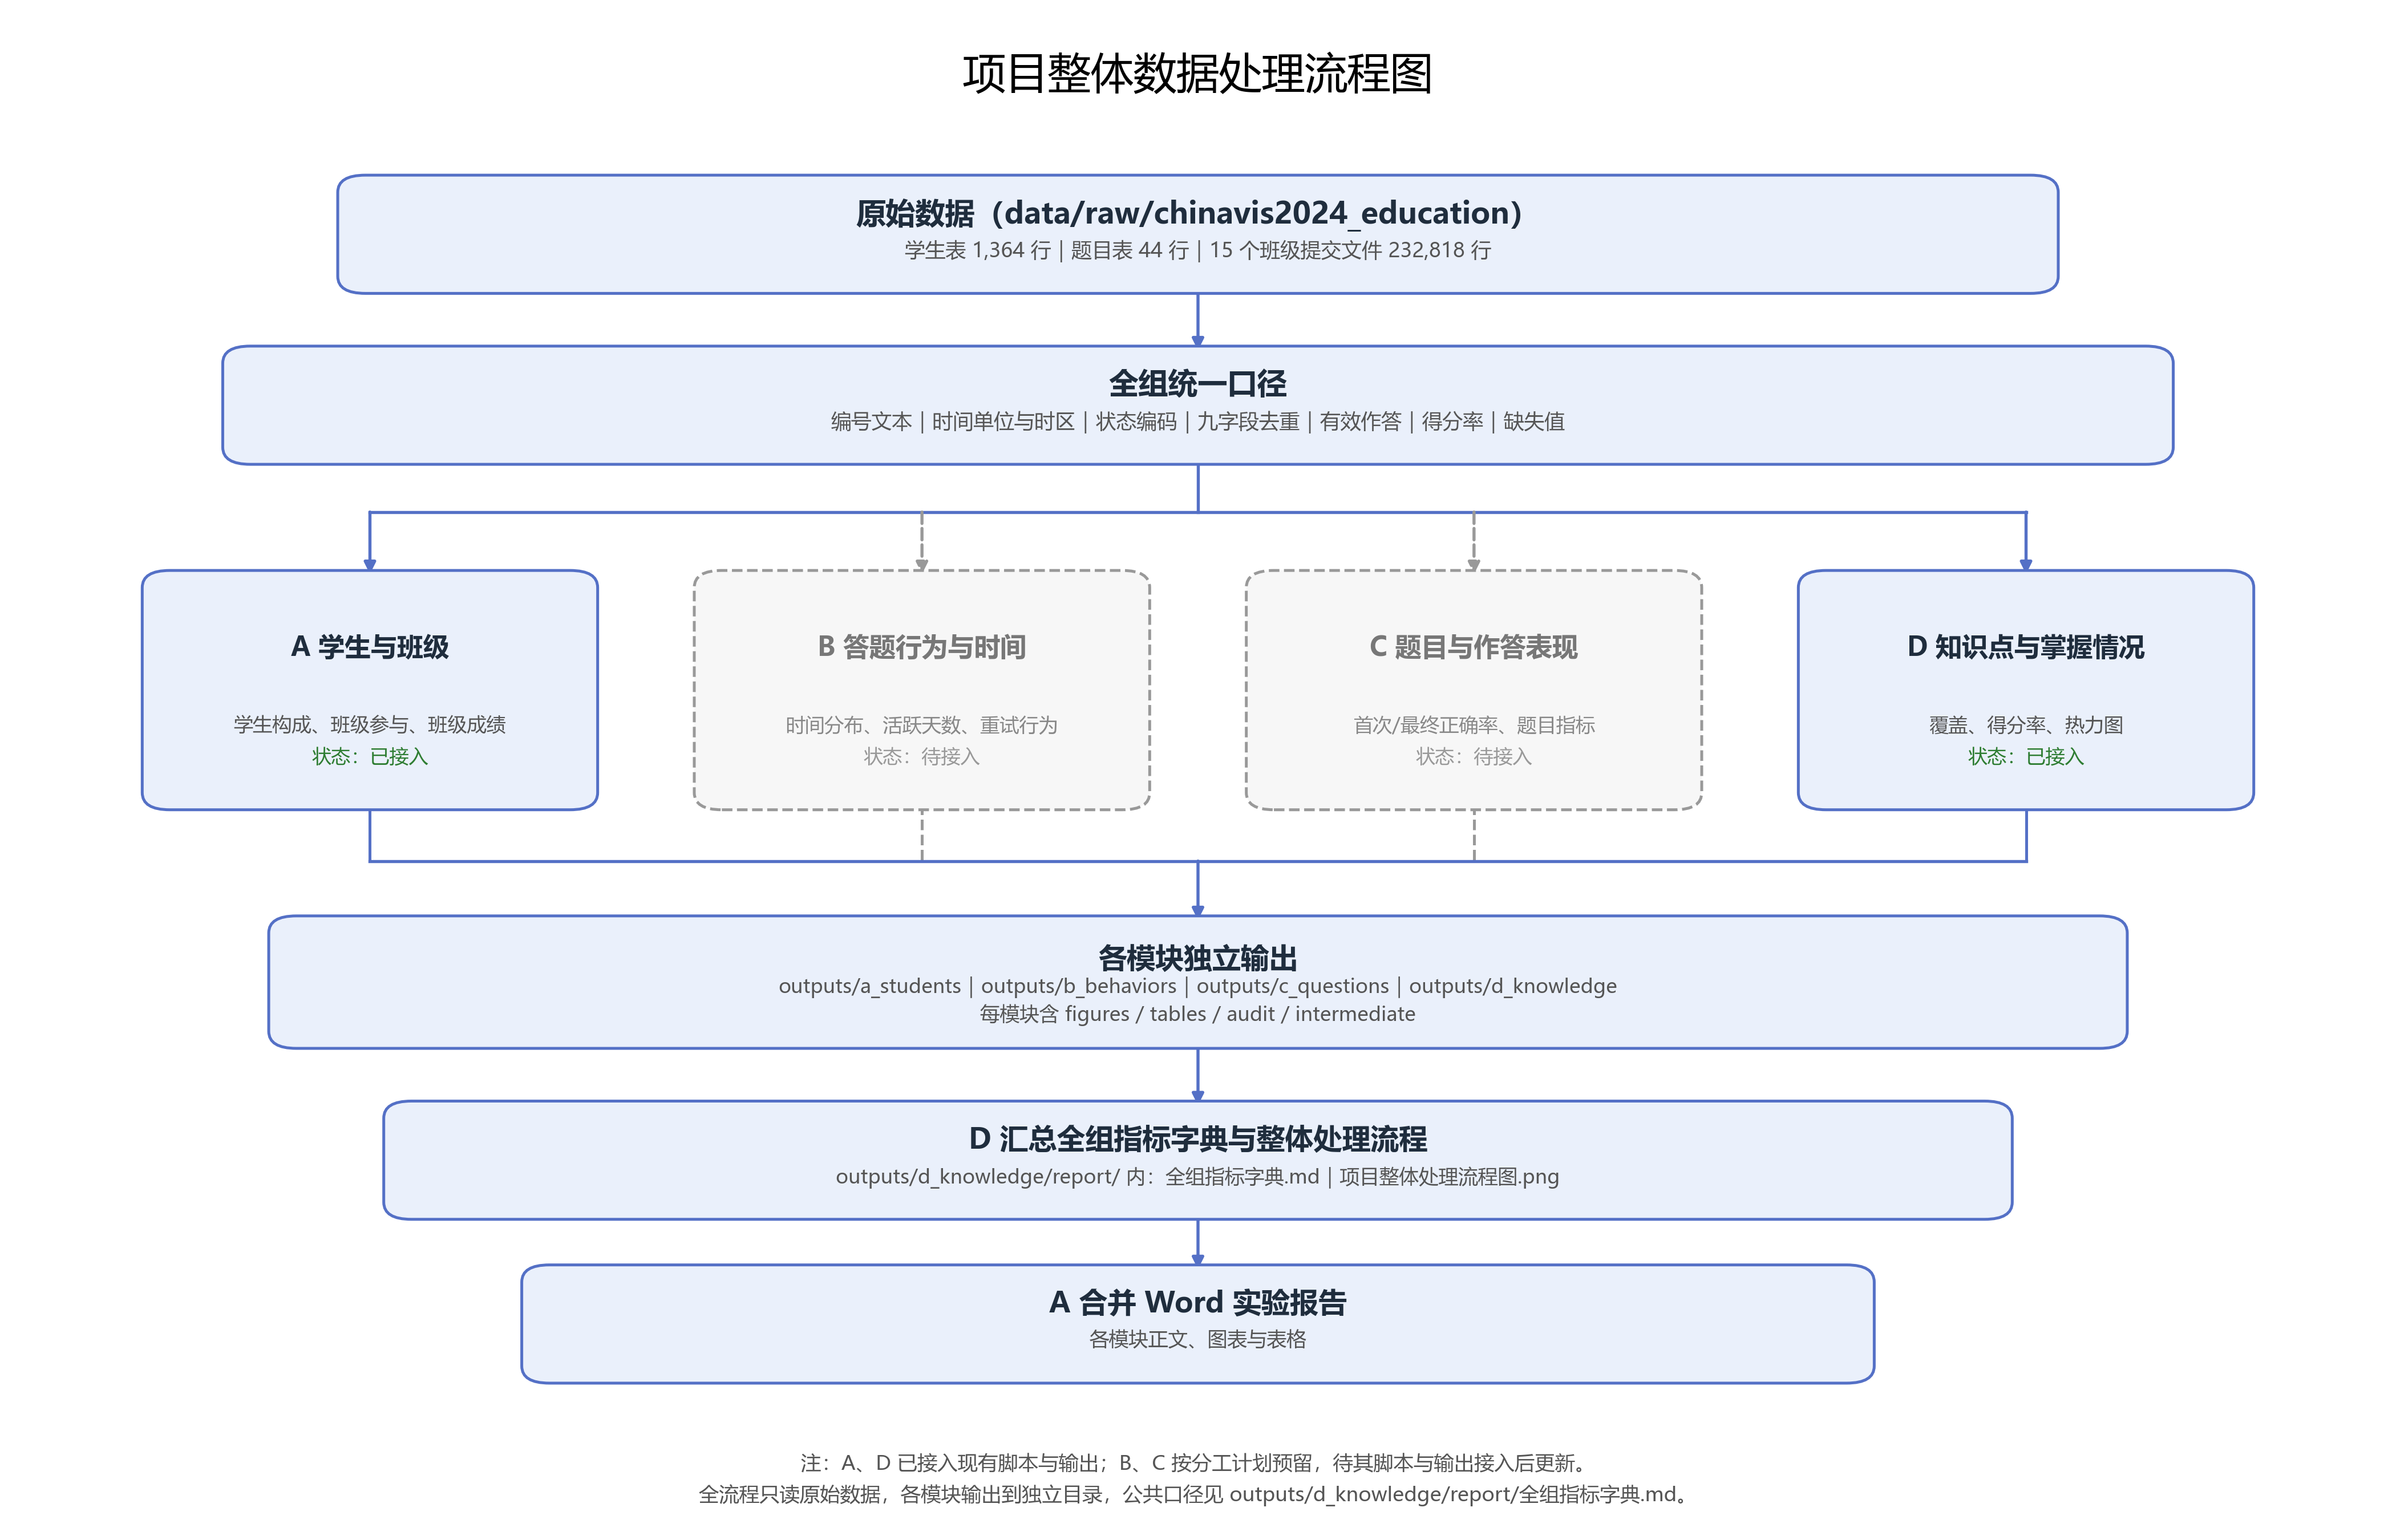 项目整体数据处理流程图
原始数据（data/raw/chinavis2024_education）
学生表 1,364 行 | 题目表 44 行 | 15 个班级提交文件 232,818 行
全组统一口径
编号文本 | 时间单位与时区 | 状态编码 | 九字段去重 | 有效作答 | 得分率 | 缺失值
A 学生与班级
学生构成、班级参与、班级成绩
状态：已接入
B 答题行为与时间
时间分布、活跃天数、重试行为
状态：待接入
C 题目与作答表现
首次/最终正确率、题目指标
状态：待接入
D 知识点与掌握情况
覆盖、得分率、热力图
状态：已接入
各模块独立输出
outputs/a_students | outputs/b_behaviors | outputs/c_questions | outputs/d_knowledge
每模块含 figures / tables / audit / intermediate
D 汇总全组指标字典与整体处理流程
outputs/d_knowledge/report/ 内：全组指标字典.md | 项目整体处理流程图.png
A 合并 Word 实验报告
各模块正文、图表与表格
注：A、D 已接入现有脚本与输出；B、C 按分工计划预留，待其脚本与输出接入后更新。
全流程只读原始数据，各模块输出到独立目录，公共口径见 outputs/d_knowledge/report/全组指标字典.md。